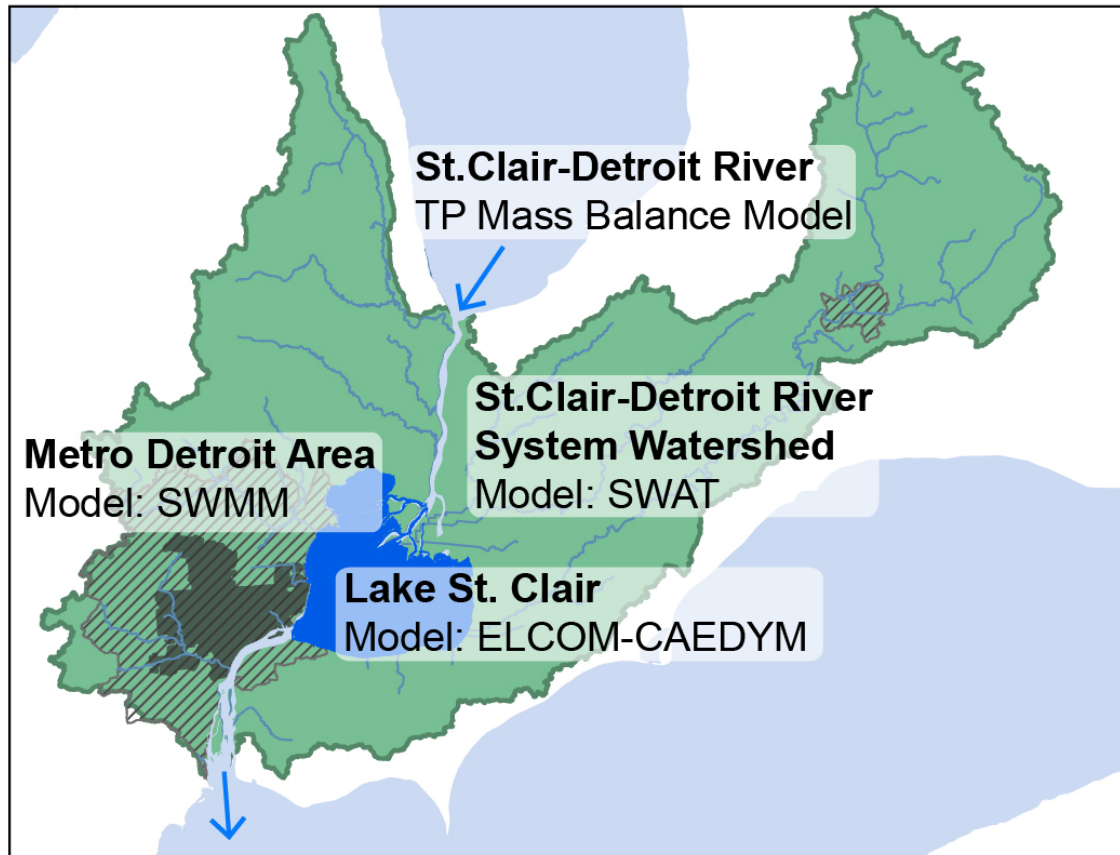 St.Clair-Detroit River
TP Mass Balance Model
St.Clair-Detroit River
System Watershed
Model: SWAT
Metro Detroit Area
Model: SWMM
Lake St. Clair
Model: ELCOM-CAEDYM